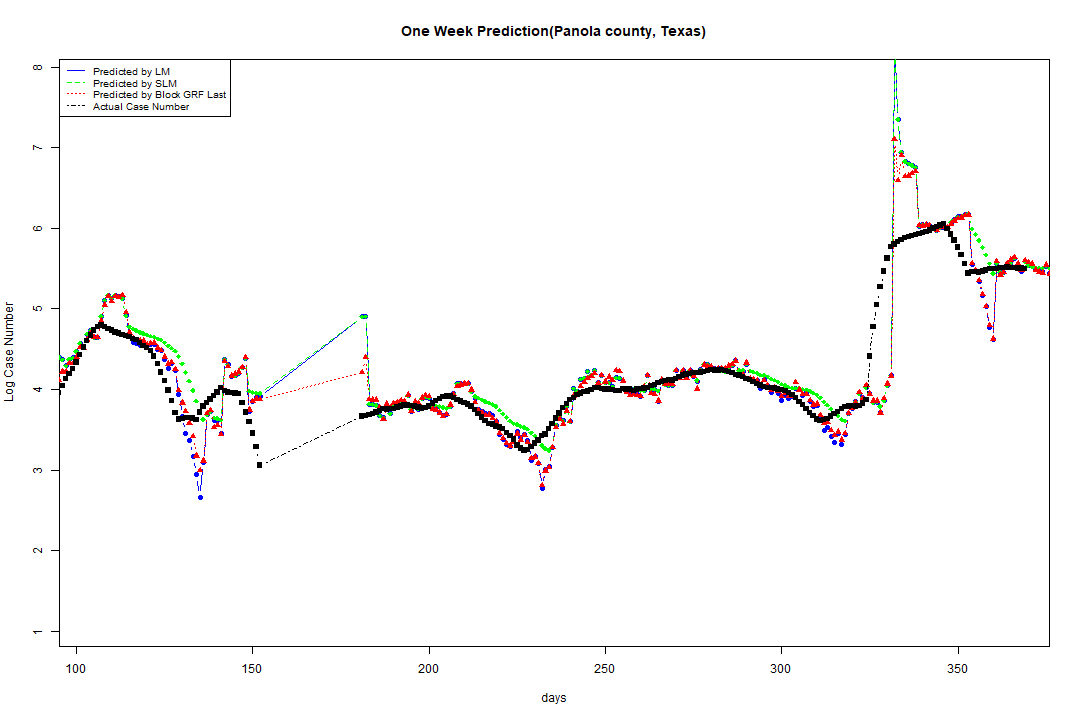 One Week Prediction(Panola county, Texas)
Predicted by LM
Predicted by SLM
Predicted by Block GRF Last
Actual Case Number
8
7
6
5
4
3
2
1
Log Case Number
100 150 200 250 300 350
days